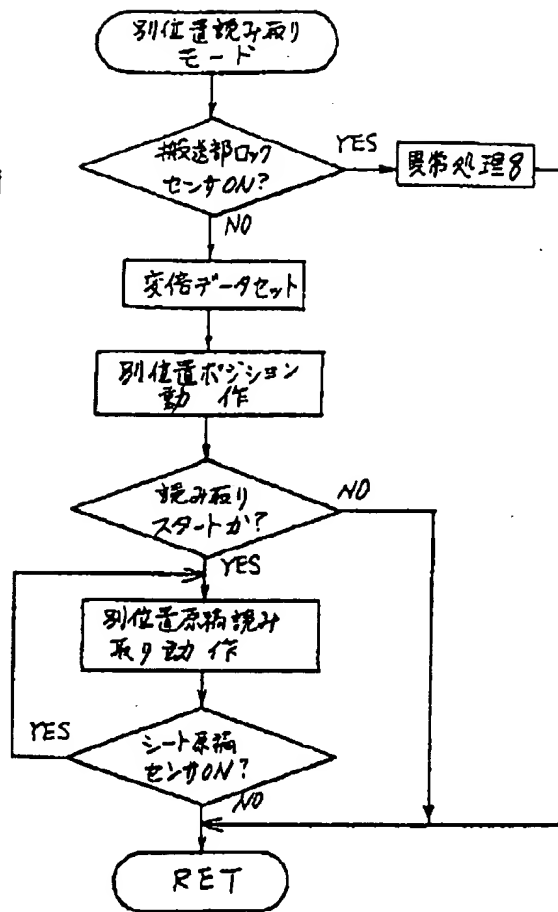 別位置読み取り
モード
搬送部ロック
センサON?
YES
異常処理8
NO
変倍データセット
別位置ポジション
動作
読み取り
スタートか?
NO
YES
別位置原稿読み
取り動作
YES
シート原稿
センサON?
NO
RET